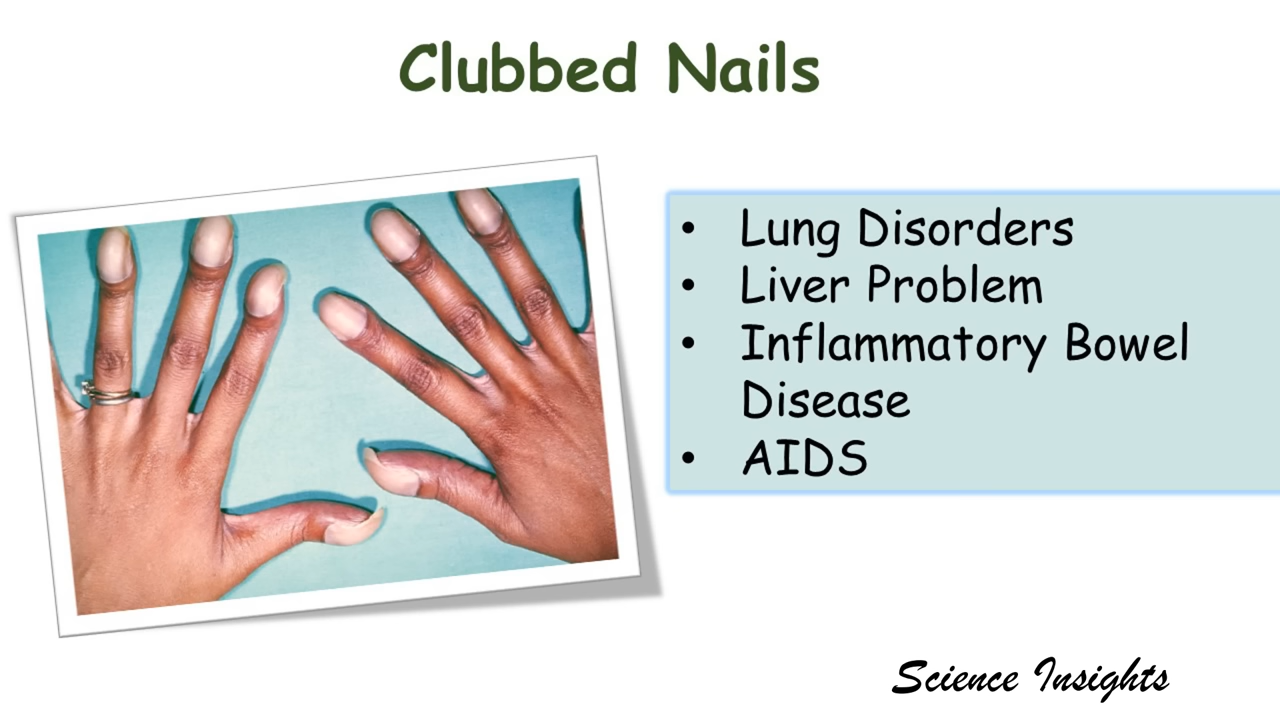 Clubbed Nails
• Lung Disorders
• Liver Problem
• Inflammatory Bowel
Disease
• AIDS
Science Insights